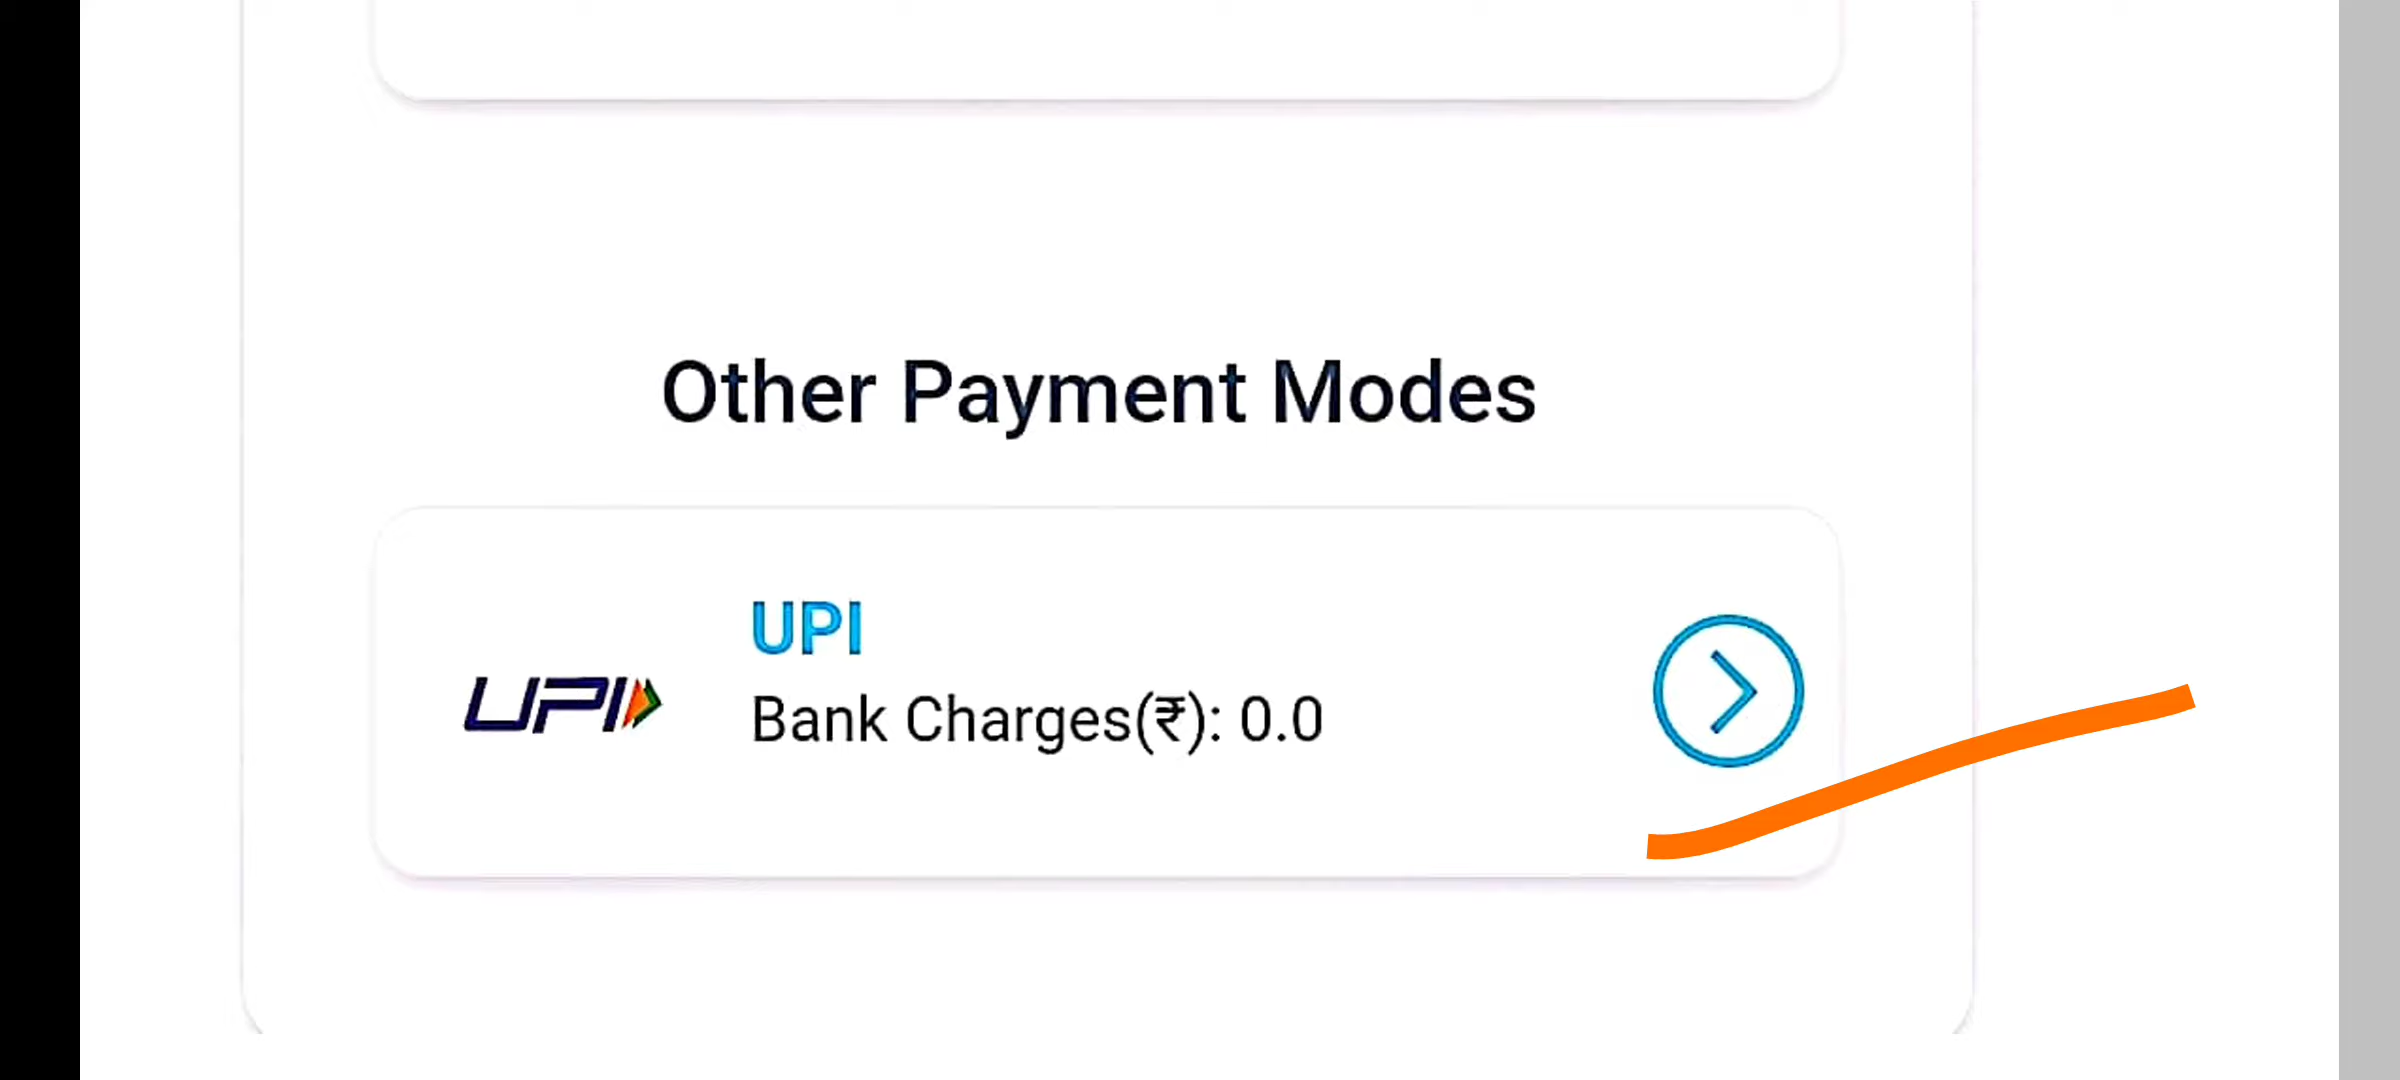 Other Payment Modes
UPI
UPI
Bank Charges(₹): 0.0